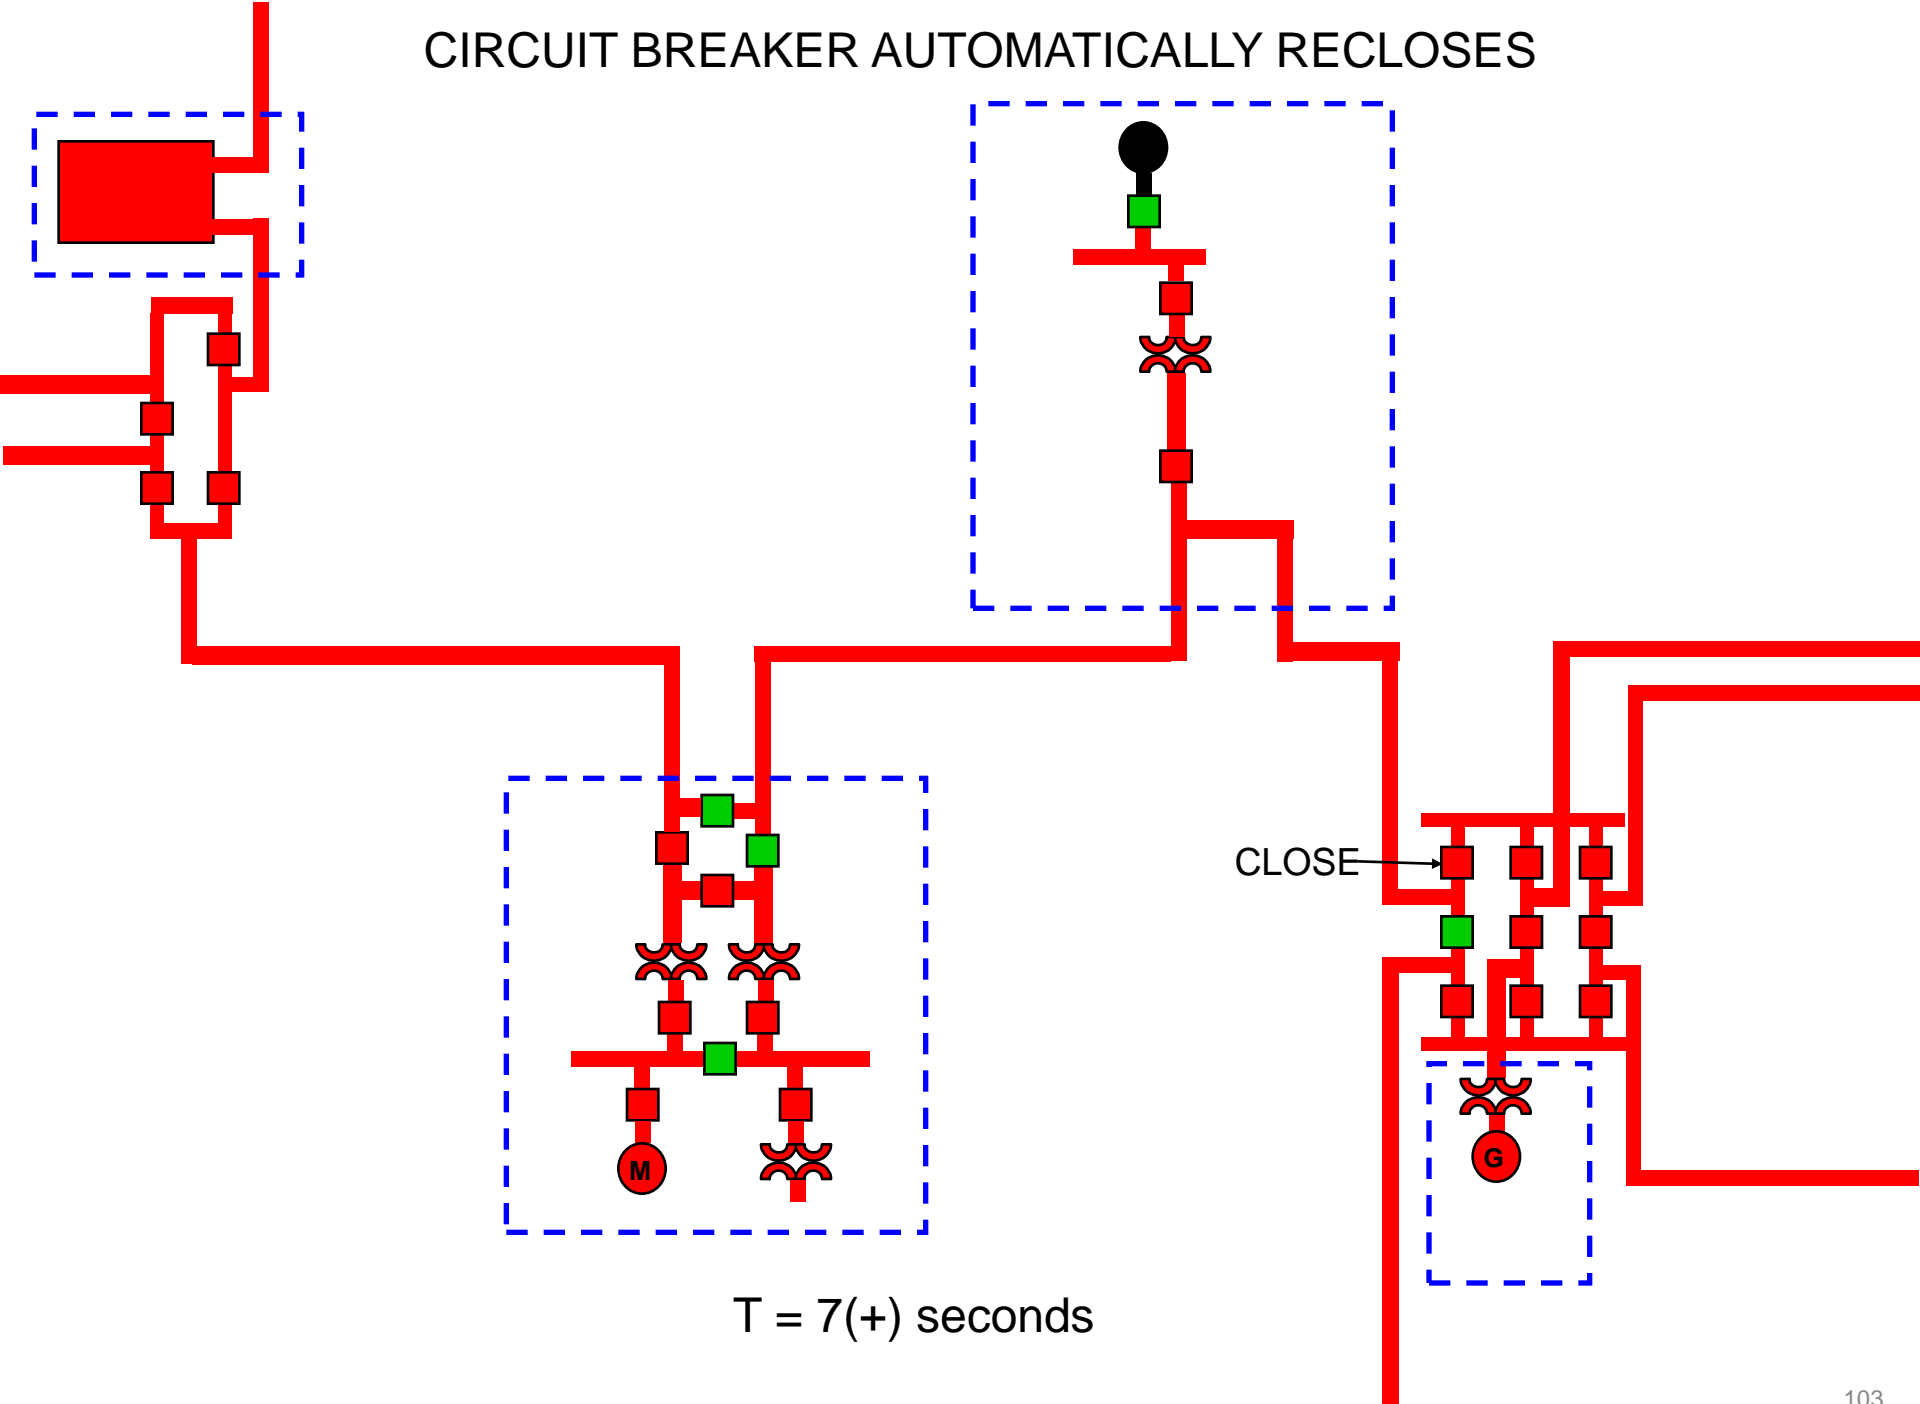 CIRCUIT BREAKER AUTOMATICALLY RECLOSES
CLOSE
M
G
T = 7(+) seconds
103